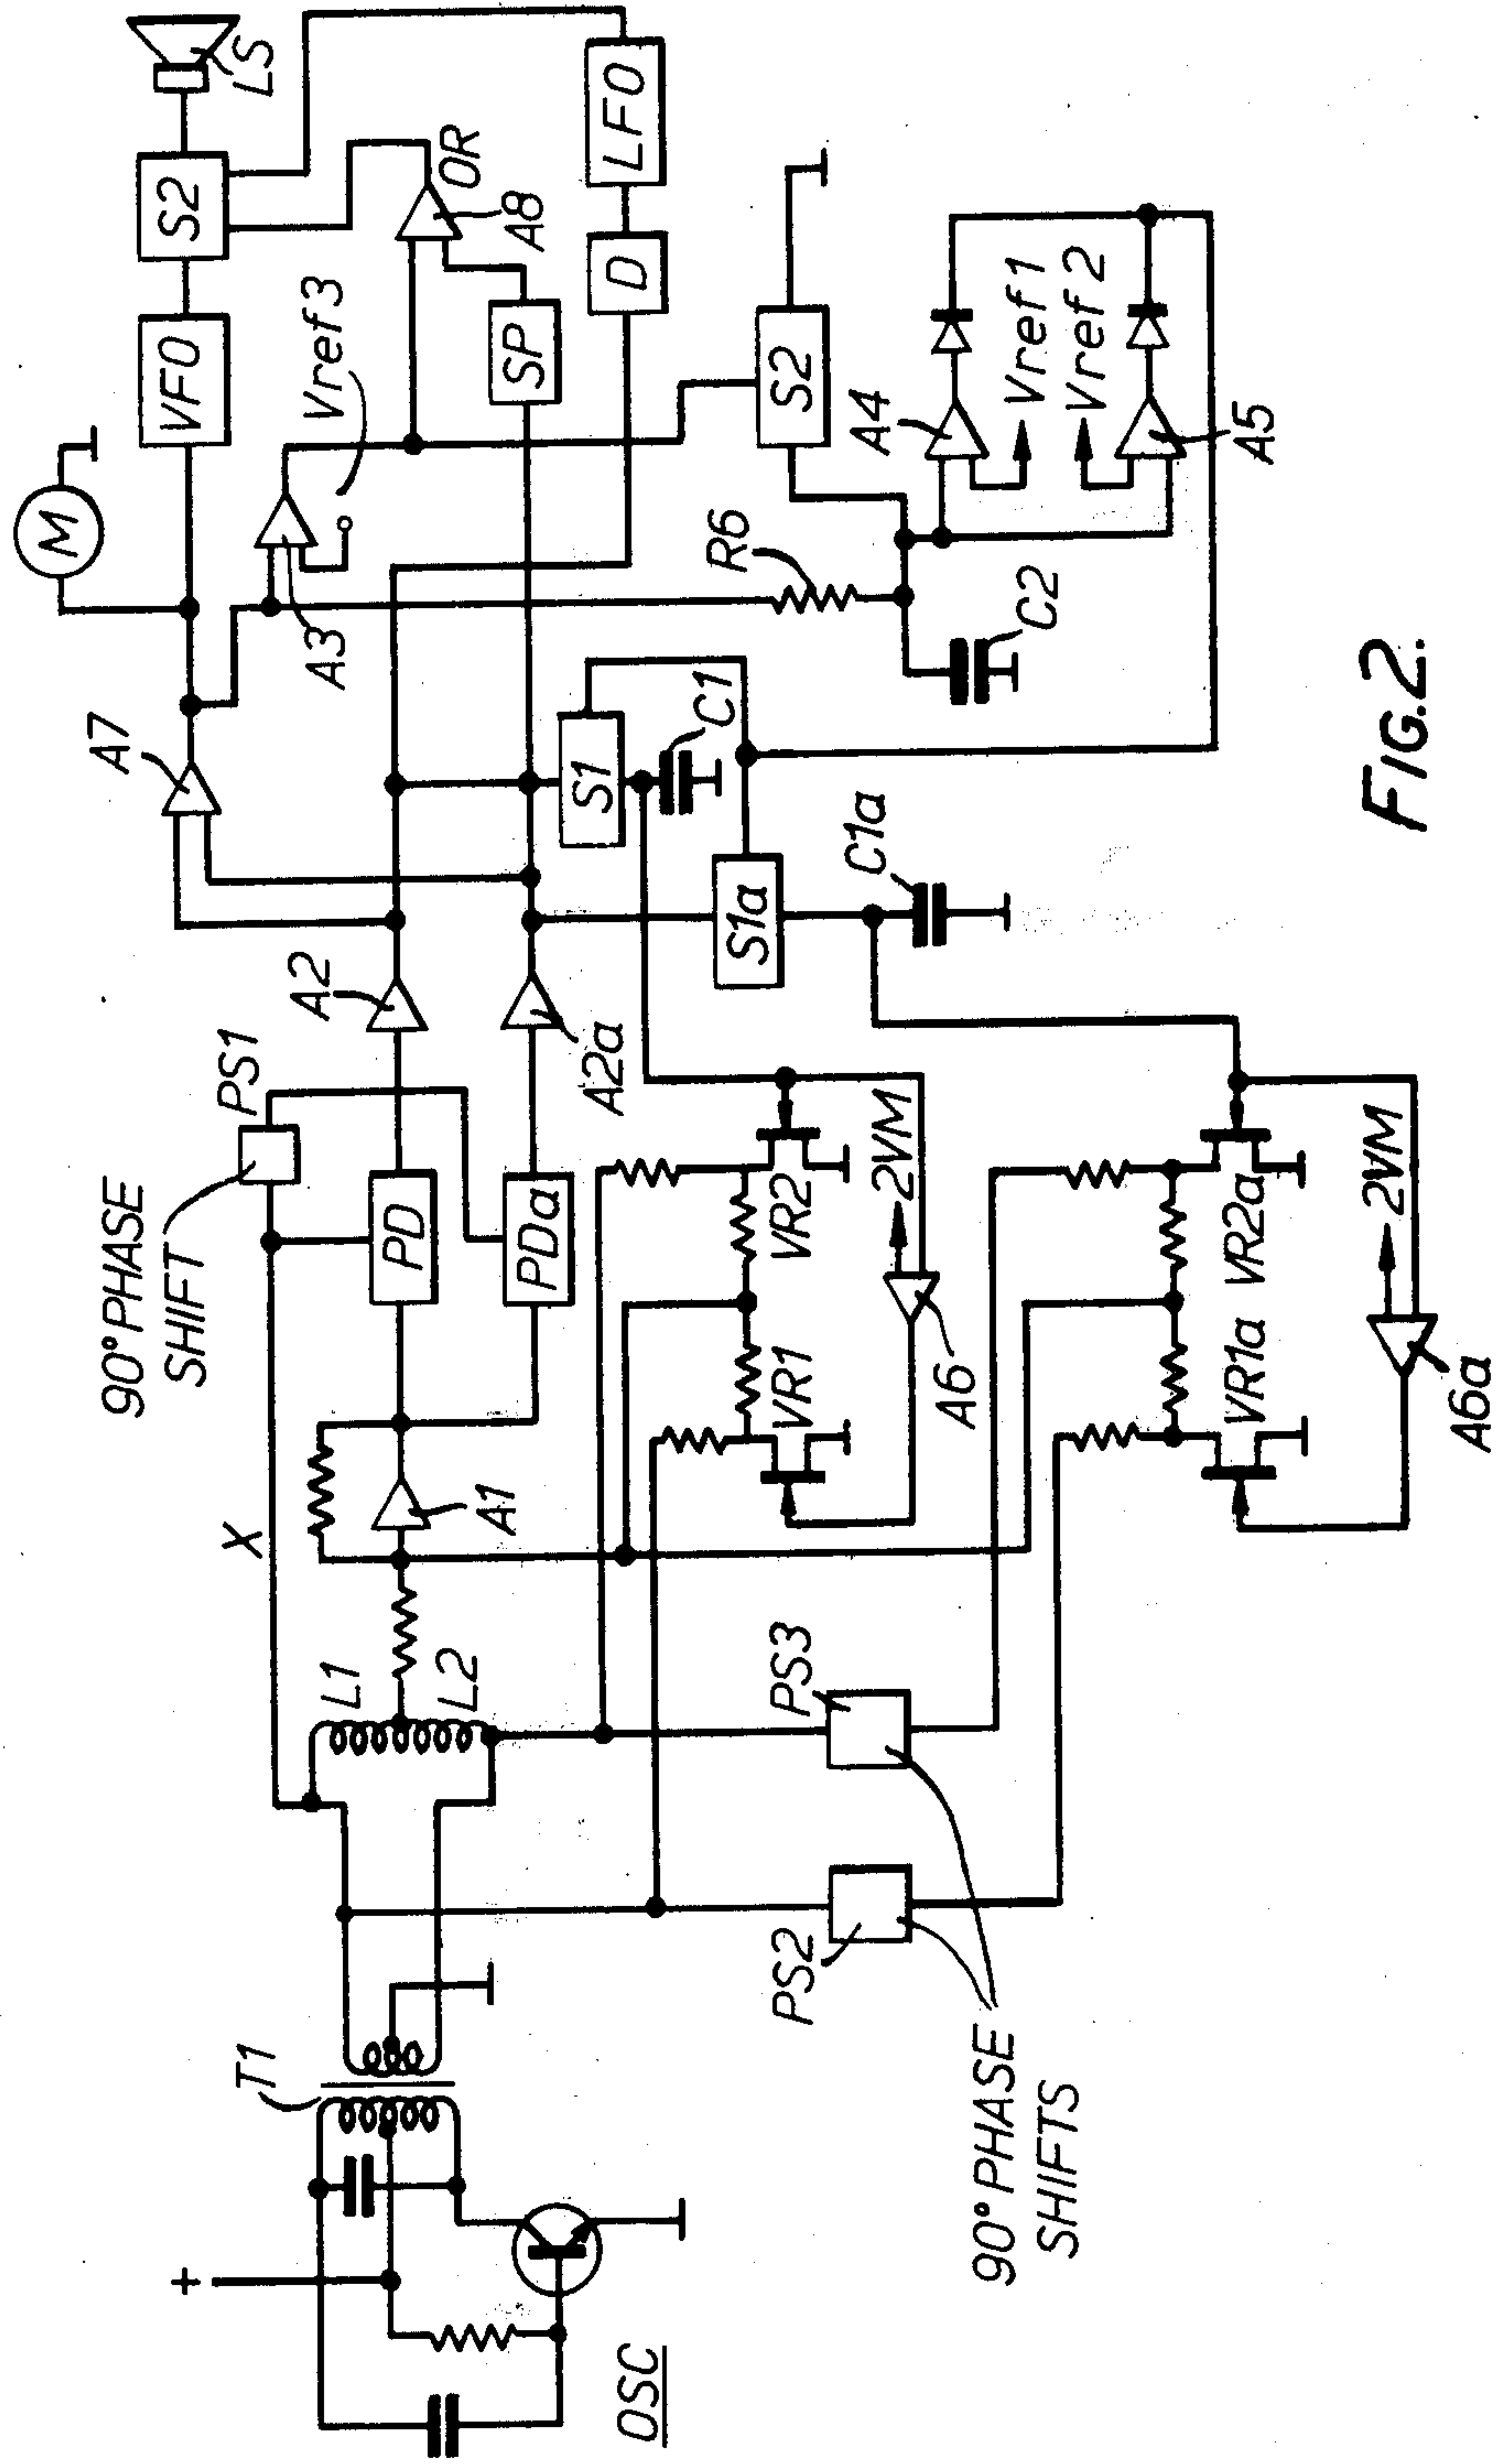 OSC
+
T1
90° PHASE
SHIFTS
PS2
PS3
X
L1
L2
A1
90° PHASE
SHIFT
PS1
PD
PDa
A2
A2a
VR1
VR2
A6
2VM
VR1a
VR2a
A6a
2VM
A7
A3
Vref3
M
VFO
S2
LS
OR
A8
SP
D
LFO
S1
C1
S1a
C1a
R6
C2
S2
A4
Vref1
Vref2
A5
FIG.2.